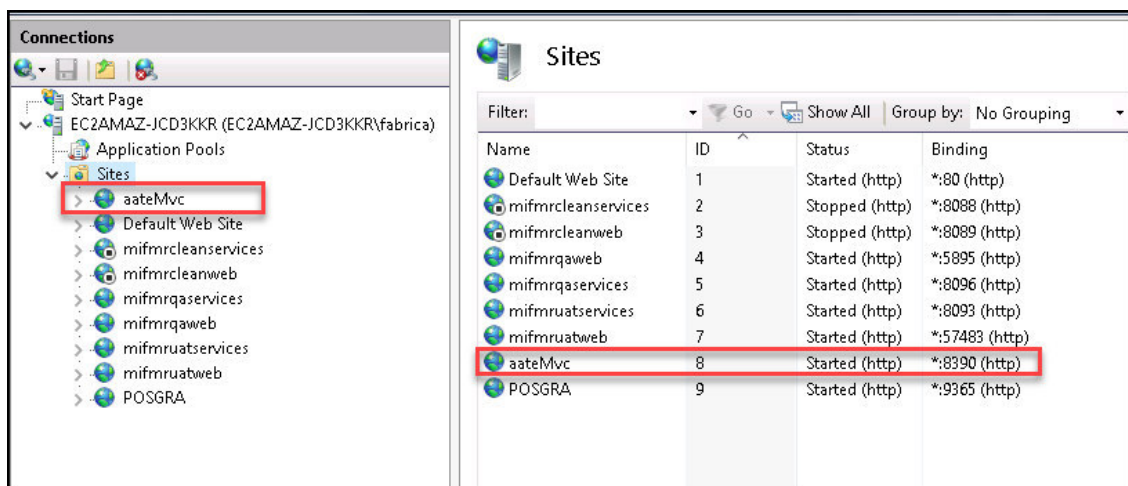 Connections
Start Page
EC2AMAZ-JCD3KKR (EC2AMAZ-JCD3KKR\fabrica)
Application Pools
Sites
aateMvc
Default Web Site
mifmrcleanservices
mifmrcleanweb
mifmrqaservices
mifmrqaweb
mifmruatservices
mifmruatweb
POSGRA
Sites
Filter: Go Show All Group by: No Grouping
Name ID Status Binding
Default Web Site 1 Started (http) *:80 (http)
mifmrcleanservices 2 Stopped (http) *:8088 (http)
mifmrcleanweb 3 Stopped (http) *:8089 (http)
mifmrqaweb 4 Started (http) *:5895 (http)
mifmrqaservices 5 Started (http) *:8096 (http)
mifmruatservices 6 Started (http) *:8093 (http)
mifmruatweb 7 Started (http) *:57483 (http)
aateMvc 8 Started (http) *:8390 (http)
POSGRA 9 Started (http) *:9365 (http)